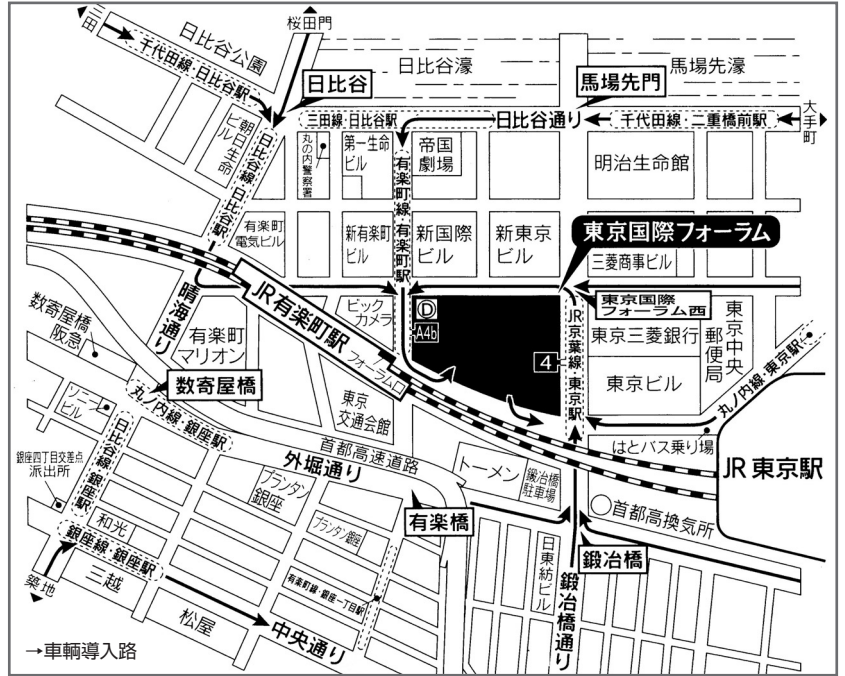 三田
桜田門
日比谷公園
千代田線・日比谷駅
日比谷
日比谷濠
馬場先門
馬場先濠
三田線・日比谷駅
日比谷通り
千代田線・二重橋前駅
大手町
朝日生命
ビル
日比谷線・日比谷駅
丸の内警察署
第一生命
ビル
有楽町線・有楽町駅
帝国
劇場
明治生命館
有楽町
電気ビル
新有楽町
ビル
新国際
ビル
新東京
ビル
東京国際フォーラム
三菱商事ビル
晴海通り
JR有楽町駅
フォーラム口
ビック
カメラ
D
A4b
4
JR京葉線・東京駅
東京国際
フォーラム西
東京三菱銀行
東京ビル
東京中央
郵便局
丸ノ内線・東京駅
数寄屋橋
阪急
有楽町
マリオン
数寄屋橋
ソニー
ビル
丸ノ内線・銀座駅
東京
交通会館
はとバス乗り場
JR東京駅
首都高速道路
外堀通り
日比谷線・銀座駅
銀座四丁目交差点
派出所
プランタン
銀座
プランタン銀座
有楽橋
トーメン
鍛冶橋
駐車場
首都高換気所
鍛冶橋
日東紡ビル
鍛冶橋通り
和光
銀座線・銀座駅
三越
築地
松屋
有楽町線・銀座一丁目駅
中央通り
→車輌導入路